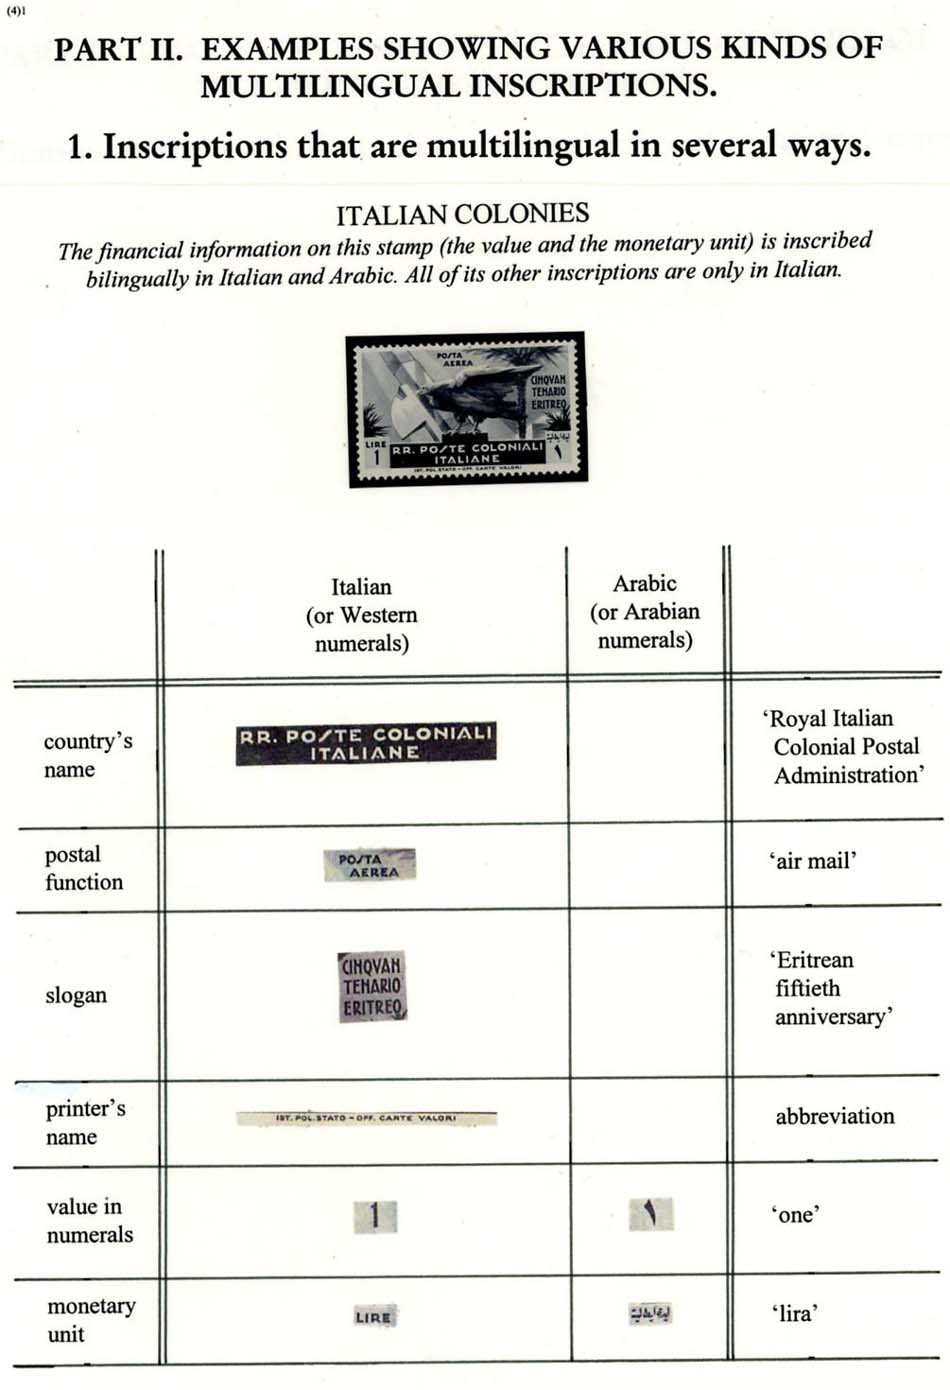 (4)1
PART II. EXAMPLES SHOWING VARIOUS KINDS OF
MULTILINGUAL INSCRIPTIONS.
1. Inscriptions that are multilingual in several ways.
ITALIAN COLONIES
The financial information on this stamp (the value and the monetary unit) is inscribed
bilingually in Italian and Arabic. All of its other inscriptions are only in Italian.
POSTA
AEREA
CINQVAN
TENARIO
ERITREO
LIRE
1
RR. POSTE COLONIALI
ITALIANE
IST. POL. STATO - OFF. CARTE VALORI
١
Italian
(or Western
numerals)
Arabic
(or Arabian
numerals)
country's
name
RR. POSTE COLONIALI
ITALIANE
‘Royal Italian
Colonial Postal
Administration’
postal
function
POSTA
AEREA
‘air mail’
slogan
CINQVAN
TENARIO
ERITREO
‘Eritrean
fiftieth
anniversary’
printer's
name
IST. POL. STATO - OFF. CARTE VALORI
abbreviation
value in
numerals
1
١
‘one’
monetary
unit
LIRE
‘lira’